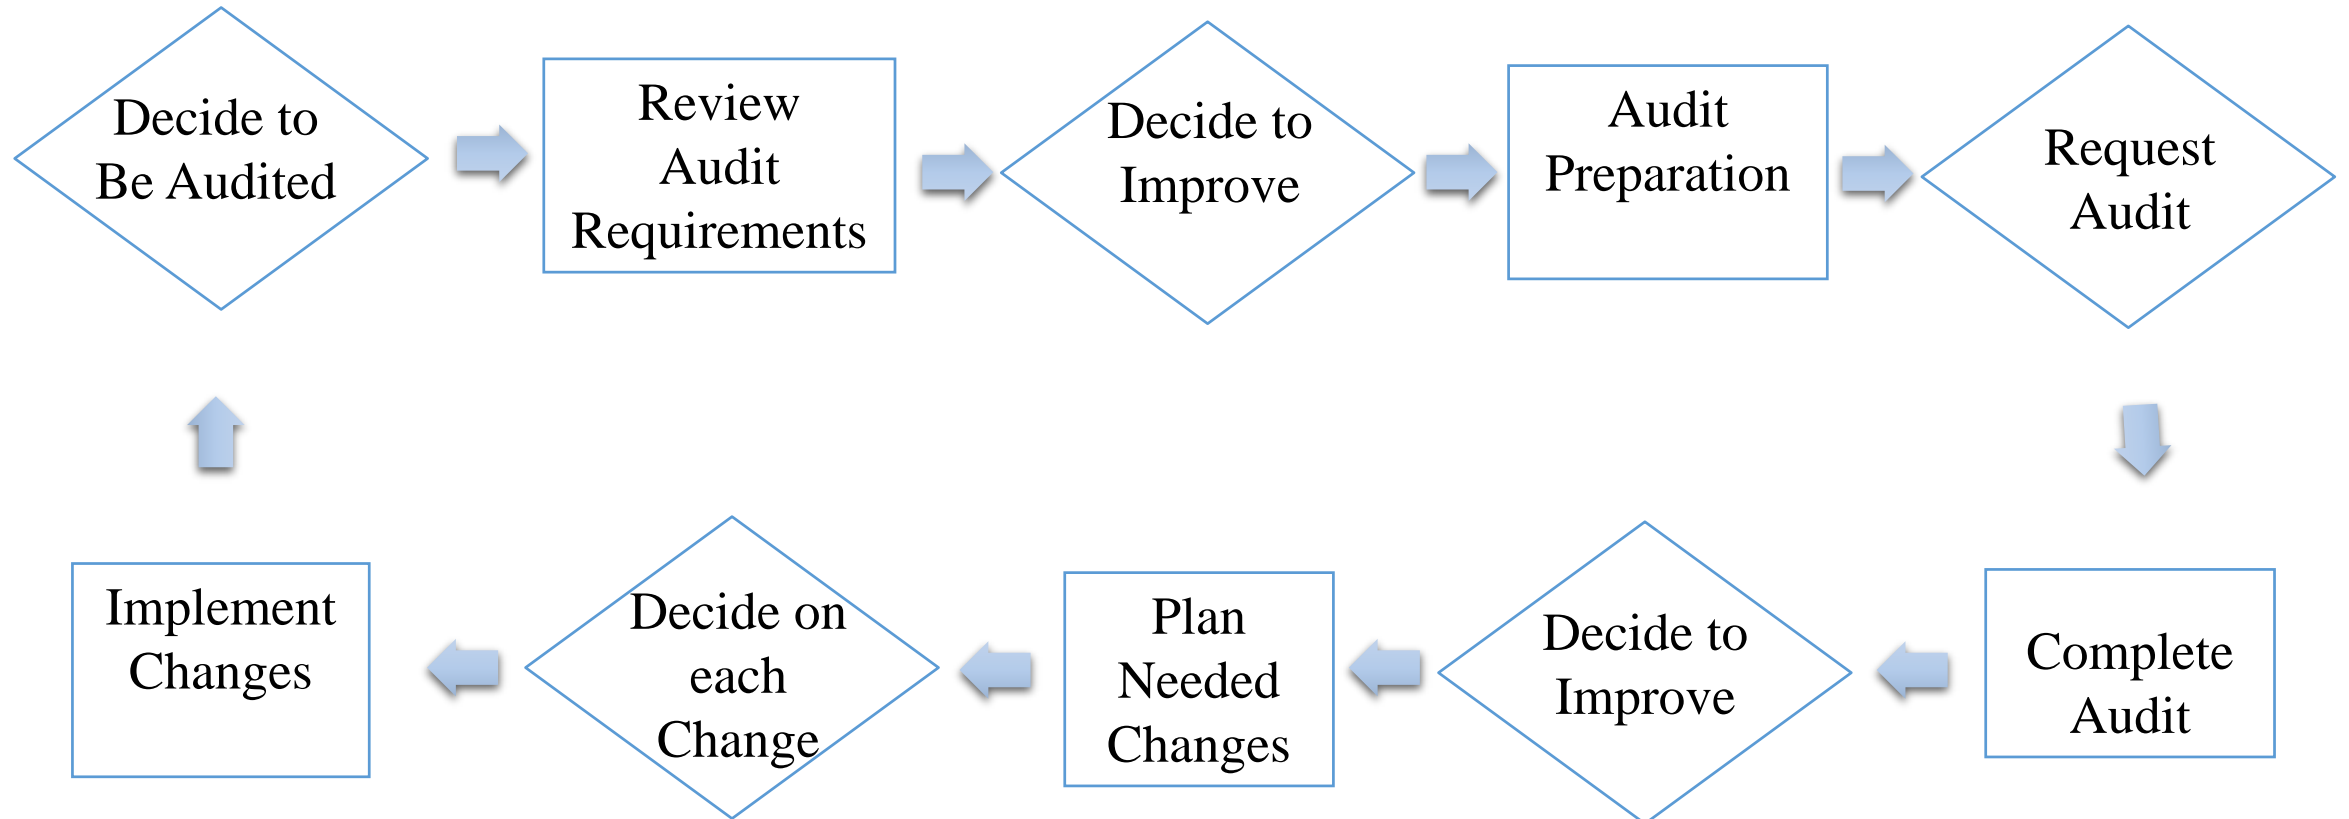 Decide to
Be Audited
Review
Audit
Requirements
Decide to
Improve
Audit
Preparation
Request
Audit
Implement
Changes
Decide on
each
Change
Plan
Needed
Changes
Decide to
Improve
Complete
Audit